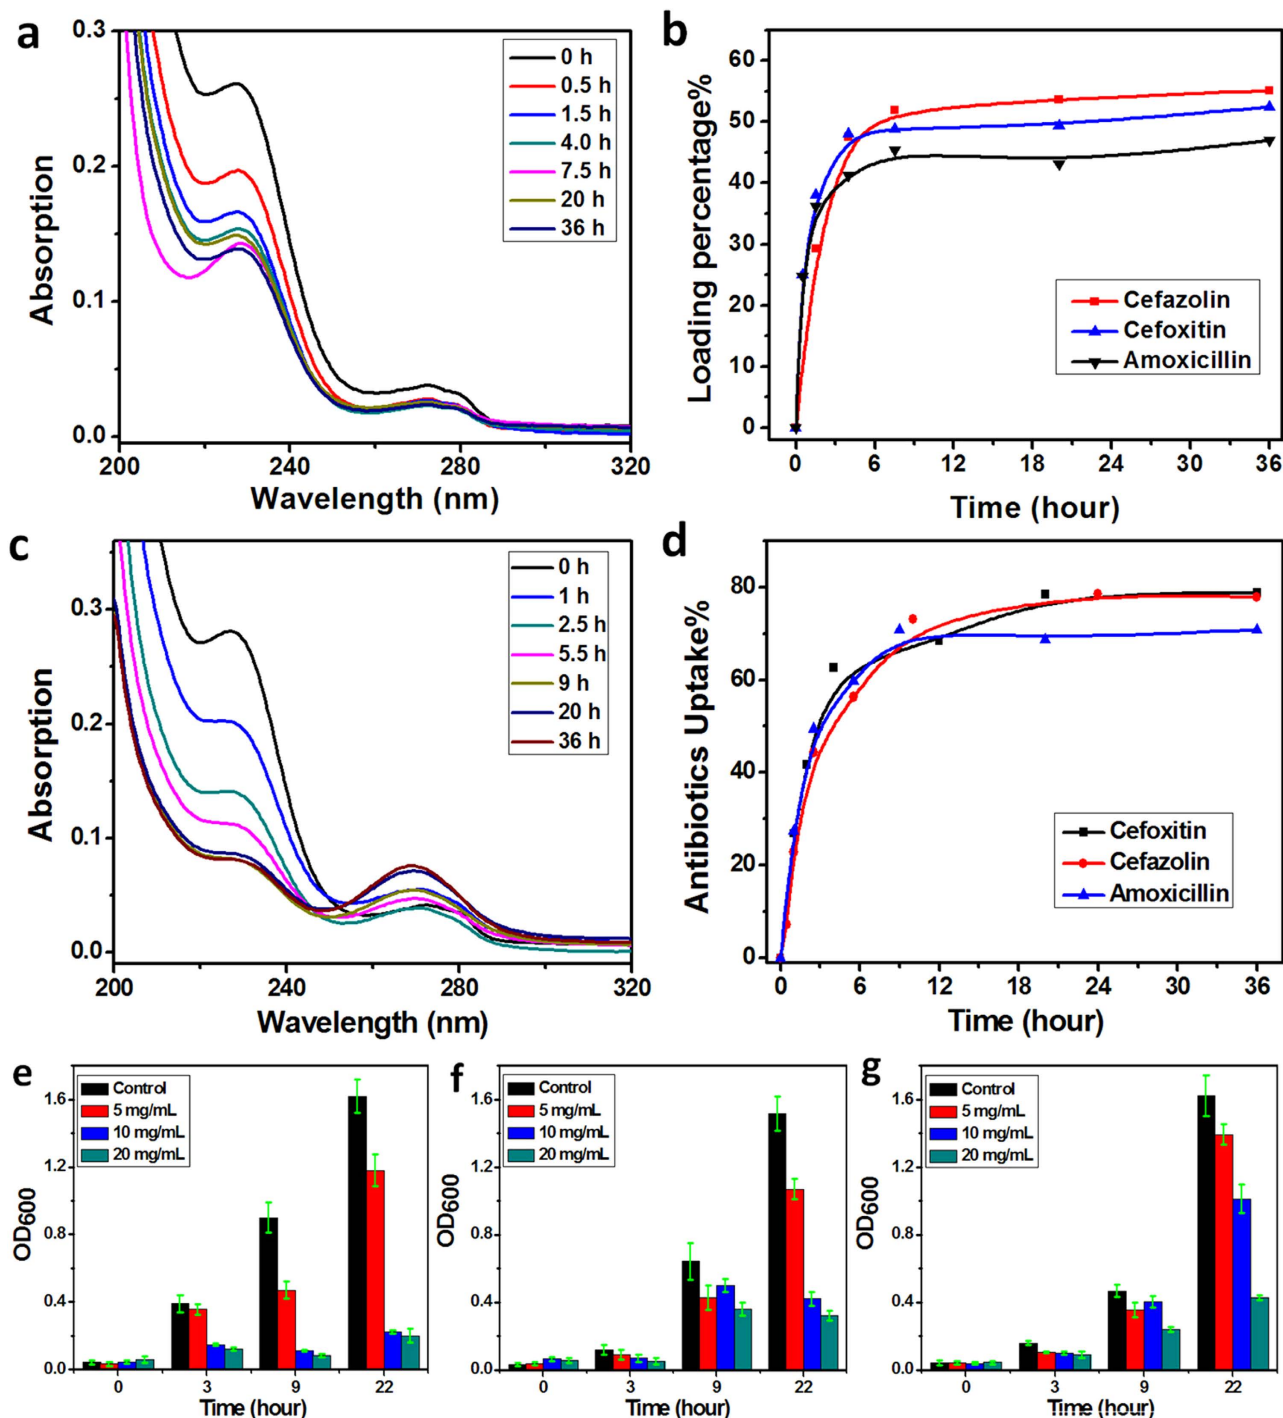 a
0.3
0.2
0.1
0.0
Absorption
200
240
280
320
Wavelength (nm)
0 h
0.5 h
1.5 h
4.0 h
7.5 h
20 h
36 h
b
60
50
40
30
20
10
0
Loading percentage%
0
6
12
18
24
30
36
Time (hour)
Cefazolin
Cefoxitin
Amoxicillin
c
0.3
0.2
0.1
0.0
Absorption
200
240
280
320
Wavelength (nm)
0 h
1 h
2.5 h
5.5 h
9 h
20 h
36 h
d
80
60
40
20
0
Antibiotics Uptake%
0
6
12
18
24
30
36
Time (hour)
Cefoxitin
Cefazolin
Amoxicillin
e
1.6
1.2
0.8
0.4
0.0
OD600
0
3
9
22
Time (hour)
Control
5 mg/mL
10 mg/mL
20 mg/mL
f
1.6
1.2
0.8
0.4
0.0
OD600
0
3
9
22
Time (hour)
Control
5 mg/mL
10 mg/mL
20 mg/mL
g
1.6
1.2
0.8
0.4
0.0
OD600
0
3
9
22
Time (hour)
Control
5 mg/mL
10 mg/mL
20 mg/mL